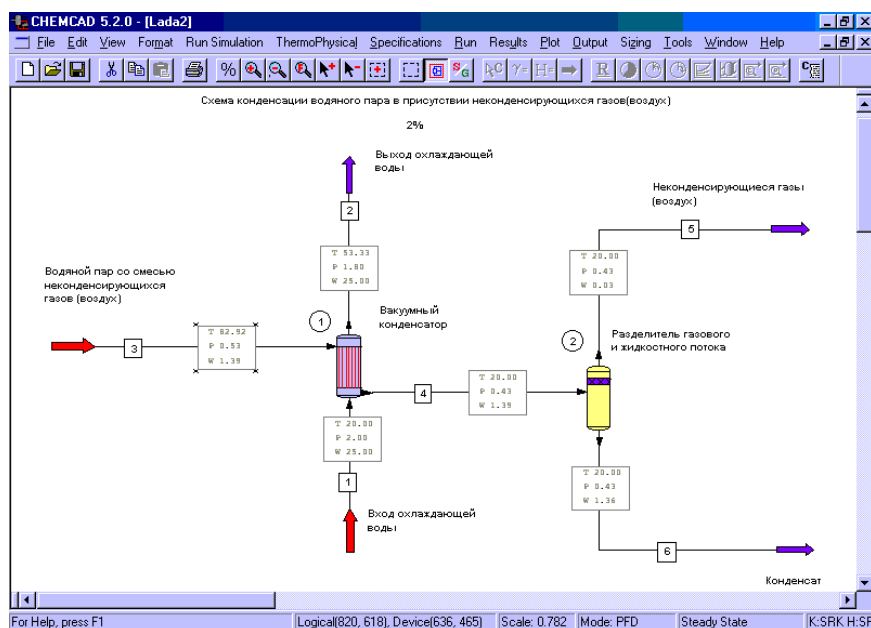 CHEMCAD 5.2.0 - [Lada2]
File Edit View Format Run Simulation ThermoPhysical Specifications Run Results Plot Output Sizing Tools Window Help
Схема конденсации водяного пара в присутствии неконденсирующихся газов(воздух)
2%
Выход охлаждающей
воды
2
T 53.33
P 1.80
W 25.00
Неконденсирующиеся газы
(воздух)
5
T 20.00
P 0.43
W 0.03
Водяной пар со смесью
неконденсирующихся
газов (воздух)
3
T 82.92
P 0.53
W 1.39
1
Вакуумный
конденсатор
2
Разделитель газового
и жидкостного потока
4
T 20.00
P 0.43
W 1.39
T 20.00
P 2.00
W 25.00
1
Вход охлаждающей
воды
T 20.00
P 0.43
W 1.36
6
Конденсат
For Help, press F1
Logical(820, 618), Device(636, 465)
Scale: 0.782
Mode: PFD
Steady State
K:SRK H:SR